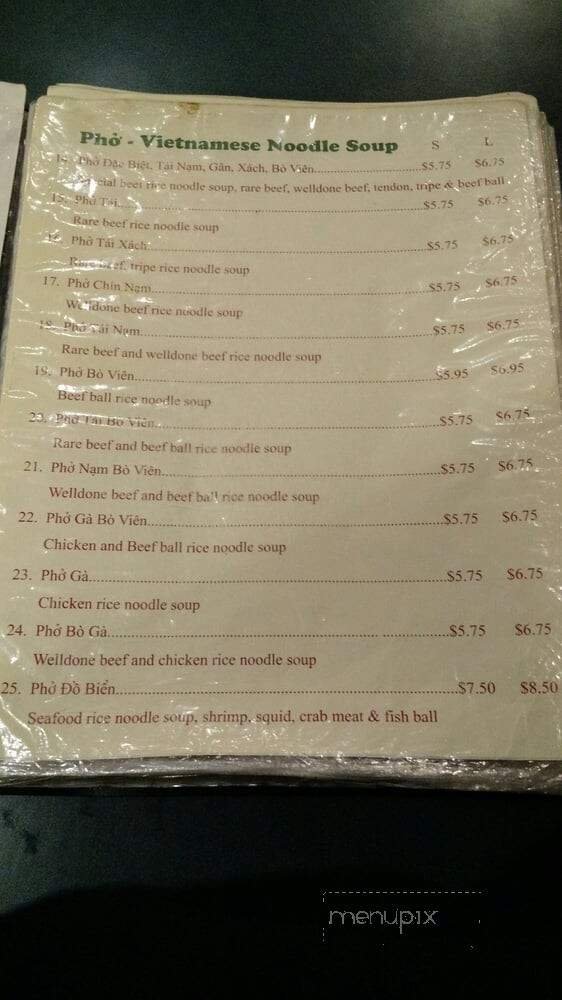 Phở - Vietnamese Noodle Soup S L
14. Phở Đặc Biệt, Tái Nạm, Gân, Xách, Bò Viên $5.75 $6.75
Special beef rice noodle soup, rare beef, welldone beef, tendon, tripe & beef ball
15. Phở Tái $5.75 $6.75
Rare beef rice noodle soup
16. Phở Tái Xách $5.75 $6.75
Rare beef, tripe rice noodle soup
17. Phở Chín Nạm $5.75 $6.75
Welldone beef rice noodle soup
18. Phở Tái Nạm $5.75 $6.75
Rare beef and welldone beef rice noodle soup
19. Phở Bò Viên $5.95 $6.95
Beef ball rice noodle soup
20. Phở Tái Bò Viên $5.75 $6.75
Rare beef and beef ball rice noodle soup
21. Phở Nạm Bò Viên $5.75 $6.75
Welldone beef and beef ball rice noodle soup
22. Phở Gà Bò Viên $5.75 $6.75
Chicken and Beef ball rice noodle soup
23. Phở Gà $5.75 $6.75
Chicken rice noodle soup
24. Phở Bò Gà $5.75 $6.75
Welldone beef and chicken rice noodle soup
25. Phở Đồ Biển $7.50 $8.50
Seafood rice noodle soup, shrimp, squid, crab meat & fish ball
menupix